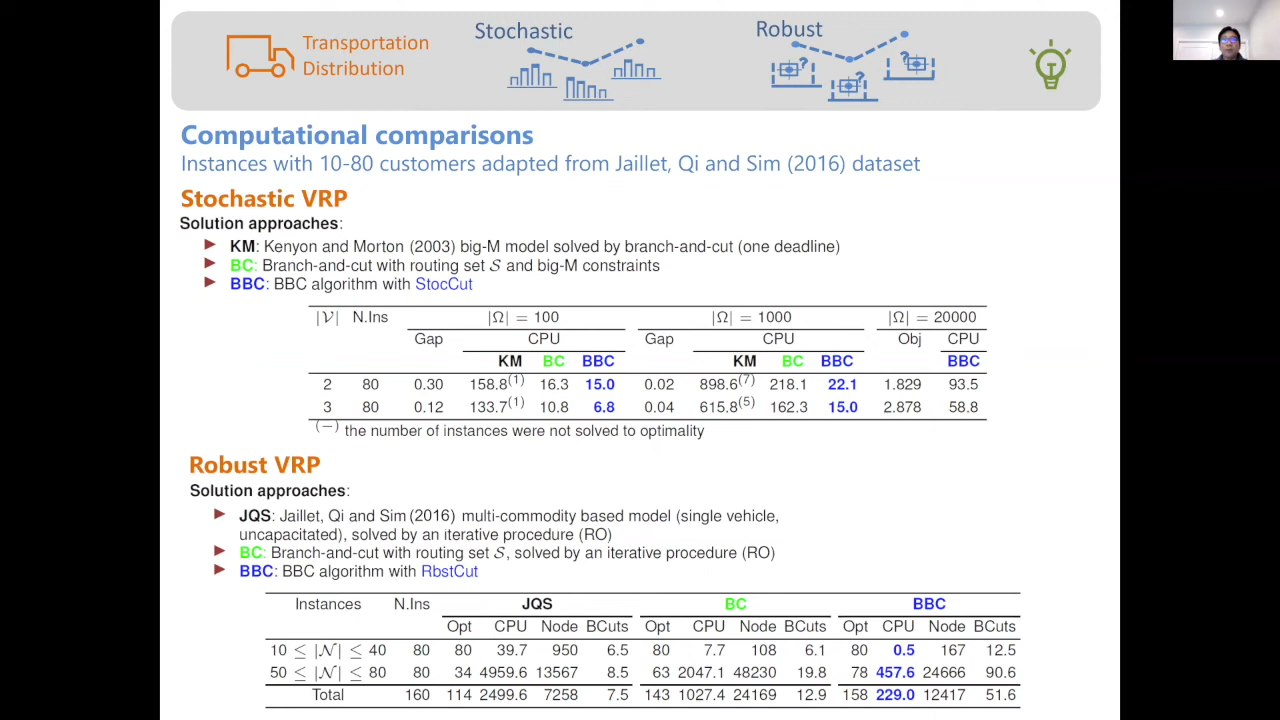 Transportation
Distribution
Stochastic
Robust
? ? ?
Computational comparisons
Instances with 10-80 customers adapted from Jaillet, Qi and Sim (2016) dataset
Stochastic VRP
Solution approaches:
KM: Kenyon and Morton (2003) big-M model solved by branch-and-cut (one deadline)
BC: Branch-and-cut with routing set S and big-M constraints
BBC: BBC algorithm with StocCut
|V| N.Ins |Ω| = 100 |Ω| = 1000 |Ω| = 20000
Gap CPU Gap CPU Obj CPU
KM BC BBC KM BC BBC BBC
2 80 0.30 158.8(1) 16.3 15.0 0.02 898.6(7) 218.1 22.1 1.829 93.5
3 80 0.12 133.7(1) 10.8 6.8 0.04 615.8(5) 162.3 15.0 2.878 58.8
(−) the number of instances were not solved to optimality
Robust VRP
Solution approaches:
JQS: Jaillet, Qi and Sim (2016) multi-commodity based model (single vehicle,
uncapacitated), solved by an iterative procedure (RO)
BC: Branch-and-cut with routing set S, solved by an iterative procedure (RO)
BBC: BBC algorithm with RbstCut
Instances N.Ins JQS BC BBC
Opt CPU Node BCuts Opt CPU Node BCuts Opt CPU Node BCuts
10 ≤ |N| ≤ 40 80 80 39.7 950 6.5 80 7.7 108 6.1 80 0.5 167 12.5
50 ≤ |N| ≤ 80 80 34 4959.6 13567 8.5 63 2047.1 48230 19.8 78 457.6 24666 90.6
Total 160 114 2499.6 7258 7.5 143 1027.4 24169 12.9 158 229.0 12417 51.6